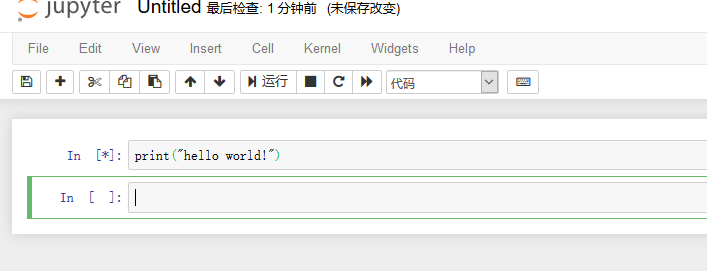 jupyter Untitled 最后检查: 1 分钟前 (未保存改变)
File Edit View Insert Cell Kernel Widgets Help
运行 代码
In [*]: print("hello world!")
In [ ]: